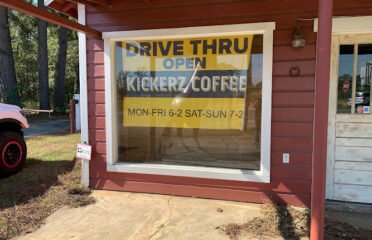 DRIVE THRU
OPEN
KICKERZ COFFEE
MON-FRI 6-2 SAT-SUN 7-2